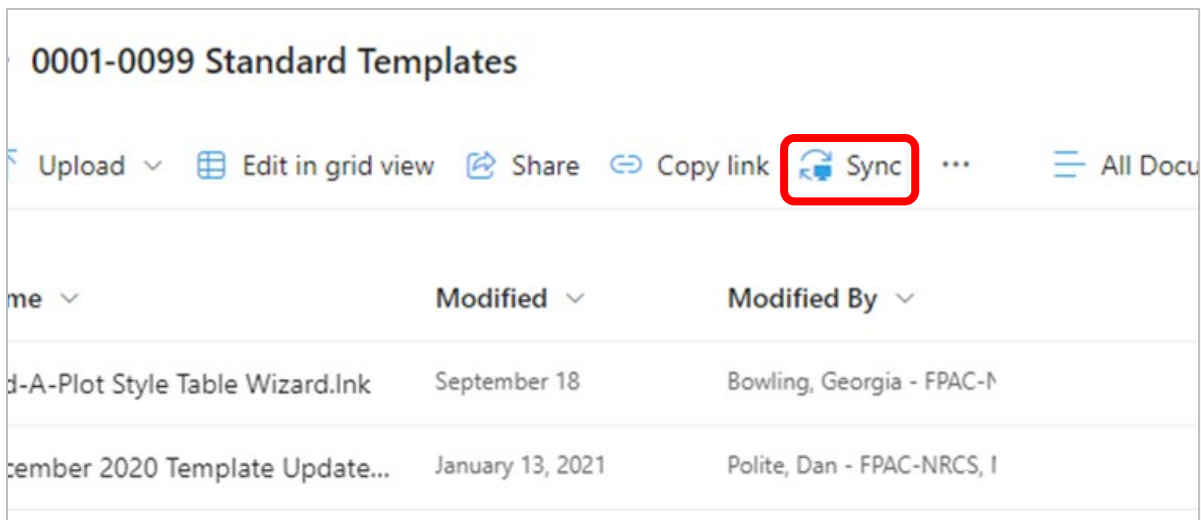 0001-0099 Standard Templates
Upload Edit in grid view Share Copy link Sync ... All Docu
me Modified Modified By
d-A-Plot Style Table Wizard.lnk September 18 Bowling, Georgia - FPAC-N
cember 2020 Template Update... January 13, 2021 Polite, Dan - FPAC-NRCS,